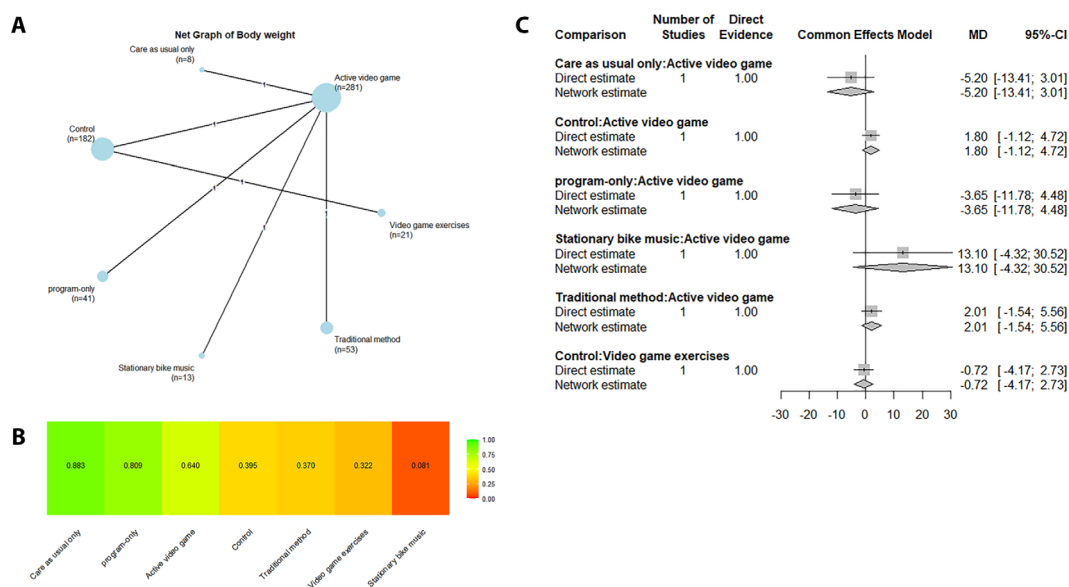 A
Net Graph of Body weight
Care as usual only
(n=8)
Active video game
(n=281)
Control
(n=182)
Video game exercises
(n=21)
program-only
(n=41)
Traditional method
(n=53)
Stationary bike music
(n=13)
1
1
1
1
1
1
B
0.883 0.809 0.640 0.395 0.370 0.322 0.081
Care as usual only
program-only
Active video game
Control
Traditional method
Video game exercises
Stationary bike music
1.00
0.75
0.50
0.25
0.00
C
Number of Direct
Comparison Studies Evidence Common Effects Model MD 95%-CI
Care as usual only:Active video game
Direct estimate 1 1.00 -5.20 [-13.41; 3.01]
Network estimate -5.20 [-13.41; 3.01]
Control:Active video game
Direct estimate 1 1.00 1.80 [-1.12; 4.72]
Network estimate 1.80 [-1.12; 4.72]
program-only:Active video game
Direct estimate 1 1.00 -3.65 [-11.78; 4.48]
Network estimate -3.65 [-11.78; 4.48]
Stationary bike music:Active video game
Direct estimate 1 1.00 13.10 [-4.32; 30.52]
Network estimate 13.10 [-4.32; 30.52]
Traditional method:Active video game
Direct estimate 1 1.00 2.01 [-1.54; 5.56]
Network estimate 2.01 [-1.54; 5.56]
Control:Video game exercises
Direct estimate 1 1.00 -0.72 [-4.17; 2.73]
Network estimate -0.72 [-4.17; 2.73]
-30 -20 -10 0 10 20 30